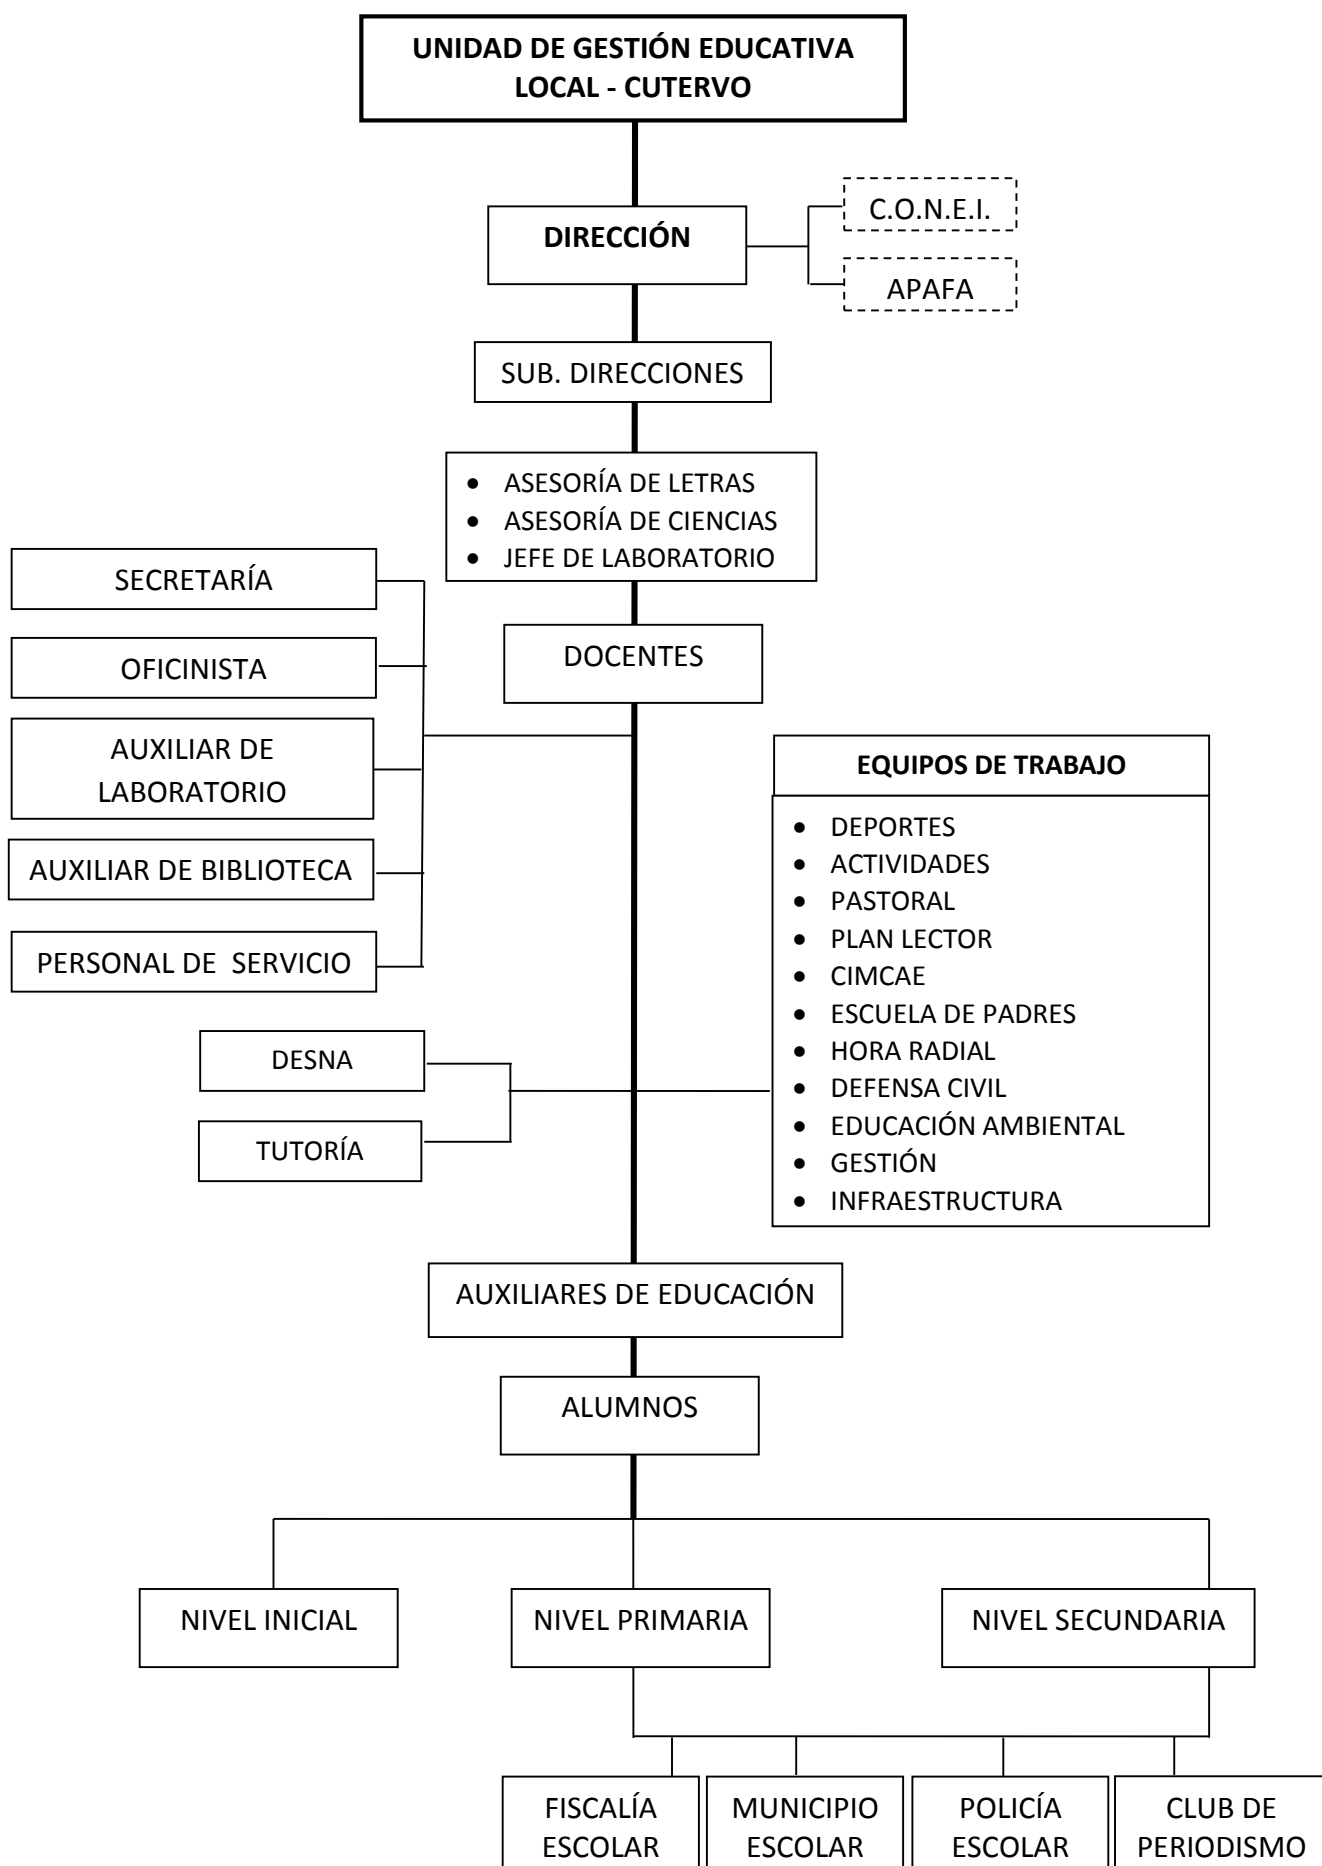 UNIDAD DE GESTIÓN EDUCATIVA
LOCAL - CUTERVO
DIRECCIÓN
C.O.N.E.I.
APAFA
SUB. DIRECCIONES
• ASESORÍA DE LETRAS
• ASESORÍA DE CIENCIAS
• JEFE DE LABORATORIO
SECRETARÍA
OFICINISTA
AUXILIAR DE
LABORATORIO
AUXILIAR DE BIBLIOTECA
PERSONAL DE SERVICIO
DOCENTES
EQUIPOS DE TRABAJO
• DEPORTES
• ACTIVIDADES
• PASTORAL
• PLAN LECTOR
• CIMCAE
• ESCUELA DE PADRES
• HORA RADIAL
• DEFENSA CIVIL
• EDUCACIÓN AMBIENTAL
• GESTIÓN
• INFRAESTRUCTURA
DESNA
TUTORÍA
AUXILIARES DE EDUCACIÓN
ALUMNOS
NIVEL INICIAL
NIVEL PRIMARIA
NIVEL SECUNDARIA
FISCALÍA
ESCOLAR
MUNICIPIO
ESCOLAR
POLICÍA
ESCOLAR
CLUB DE
PERIODISMO